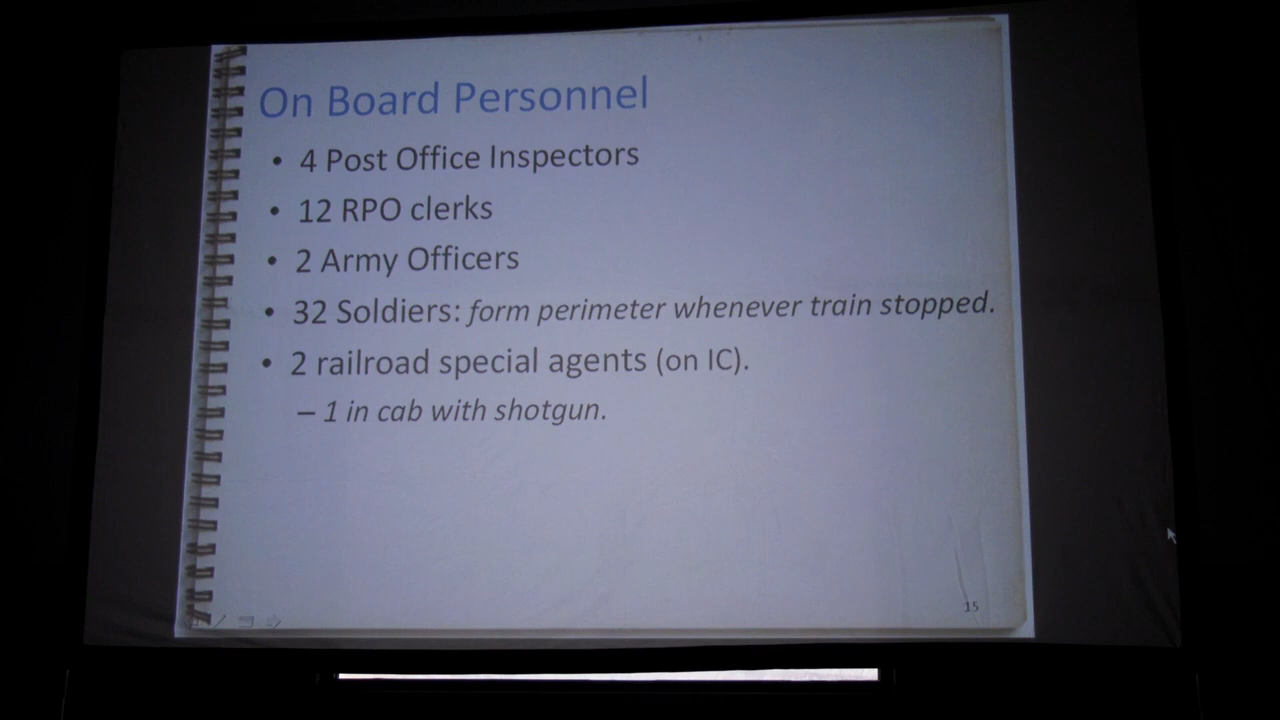 On Board Personnel
• 4 Post Office Inspectors
• 12 RPO clerks
• 2 Army Officers
• 32 Soldiers: form perimeter whenever train stopped.
• 2 railroad special agents (on IC).
– 1 in cab with shotgun.
15